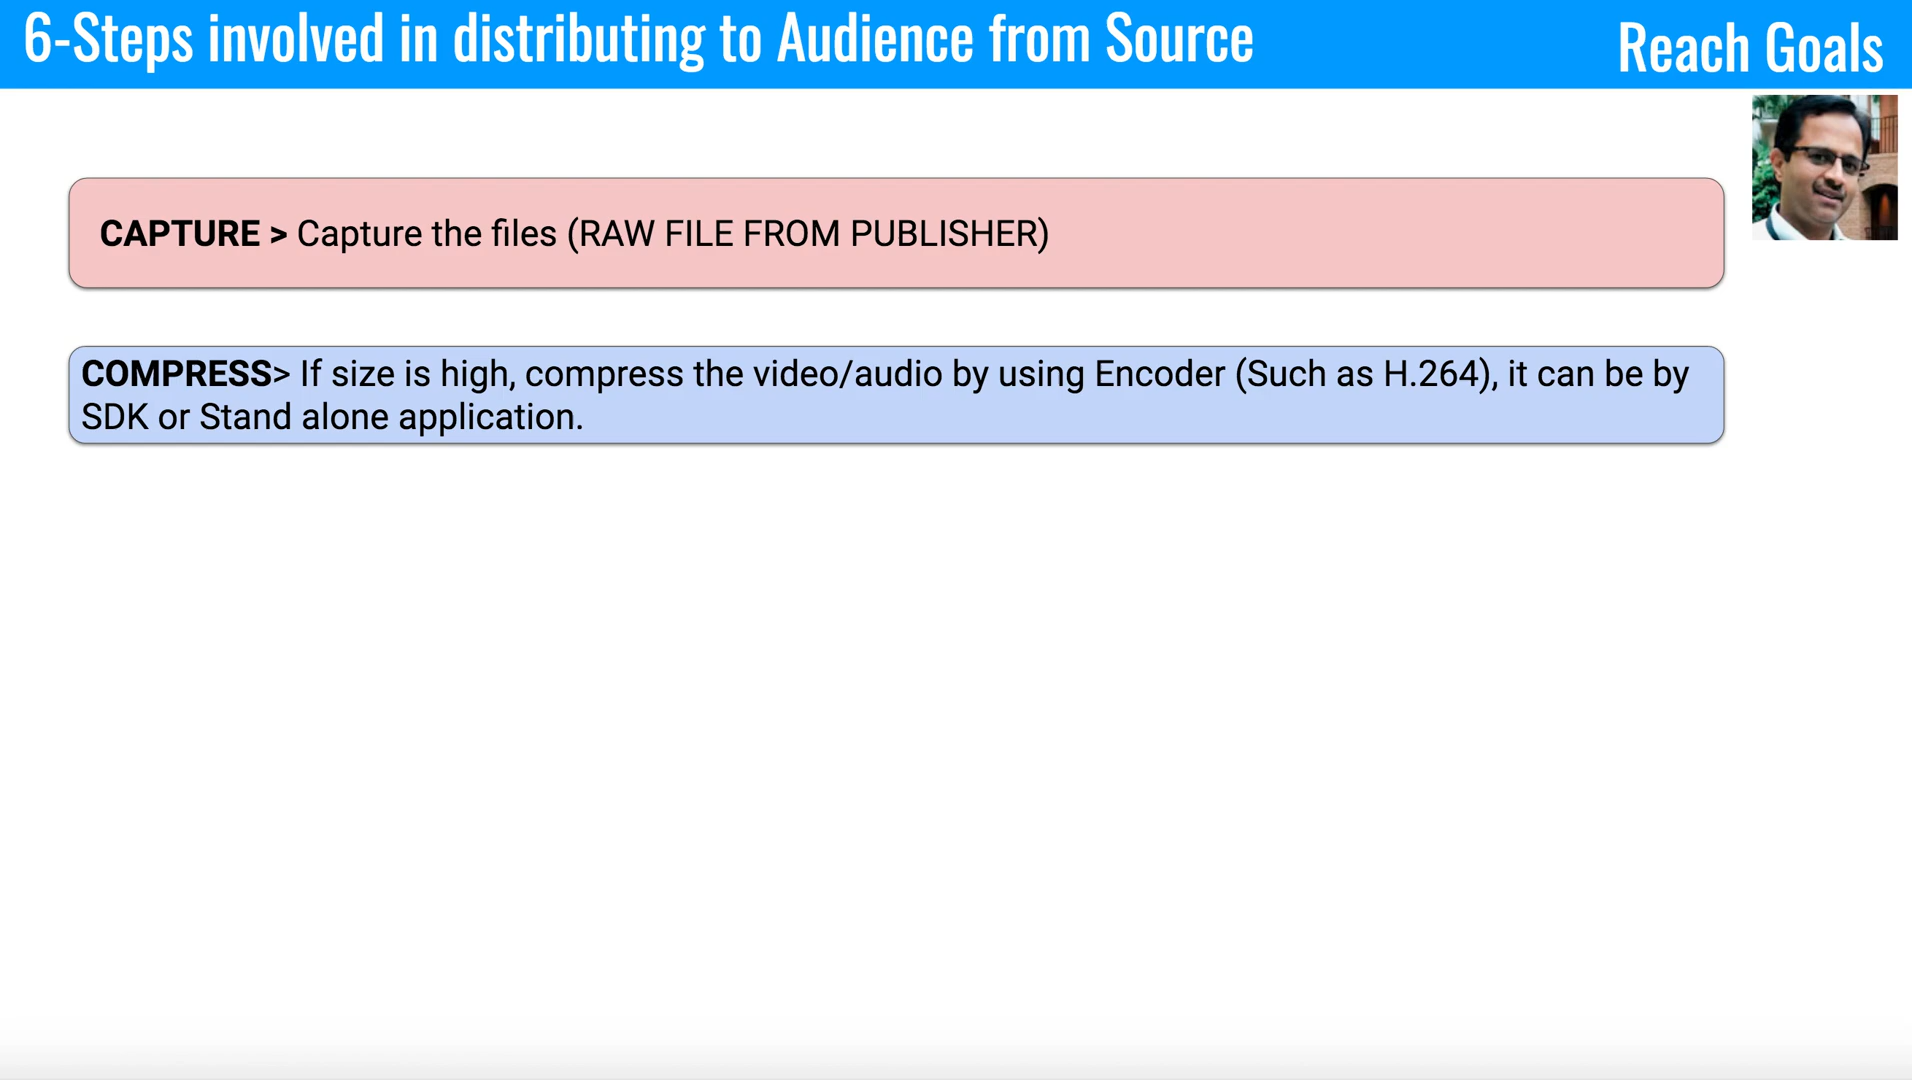 6-Steps involved in distributing to Audience from Source
Reach Goals
CAPTURE > Capture the files (RAW FILE FROM PUBLISHER)
COMPRESS> If size is high, compress the video/audio by using Encoder (Such as H.264), it can be by
SDK or Stand alone application.